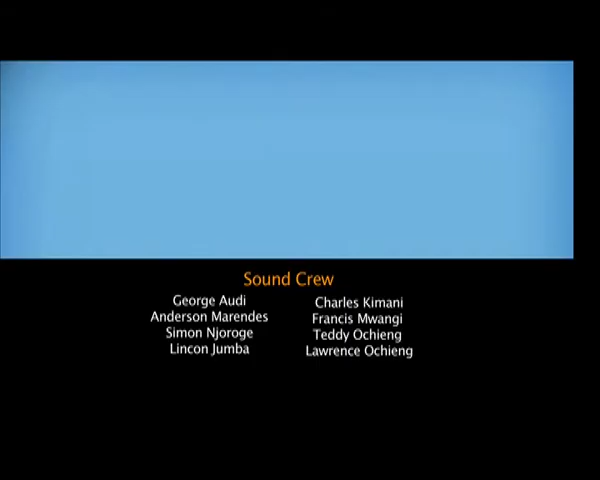 Sound Crew
George Audi
Anderson Marendes
Simon Njoroge
Lincon Jumba
Charles Kimani
Francis Mwangi
Teddy Ochieng
Lawrence Ochieng